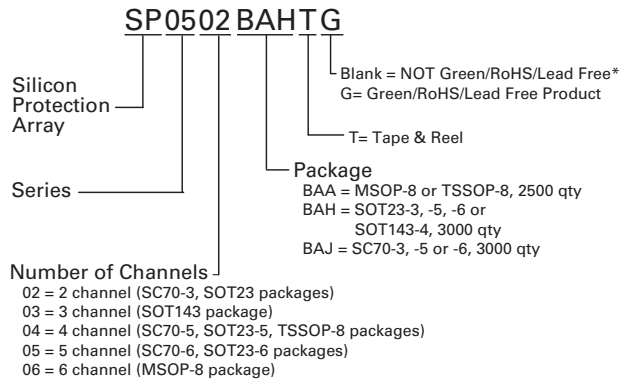 SP0502BAHTG
Blank = NOT Green/RoHS/Lead Free*
G= Green/RoHS/Lead Free Product
T= Tape & Reel
Silicon
Protection
Array
Package
BAA = MSOP-8 or TSSOP-8, 2500 qty
BAH = SOT23-3, -5, -6 or
SOT143-4, 3000 qty
BAJ = SC70-3, -5 or -6, 3000 qty
Series
Number of Channels
02 = 2 channel (SC70-3, SOT23 packages)
03 = 3 channel (SOT143 package)
04 = 4 channel (SC70-5, SOT23-5, TSSOP-8 packages)
05 = 5 channel (SC70-6, SOT23-6 packages)
06 = 6 channel (MSOP-8 package)